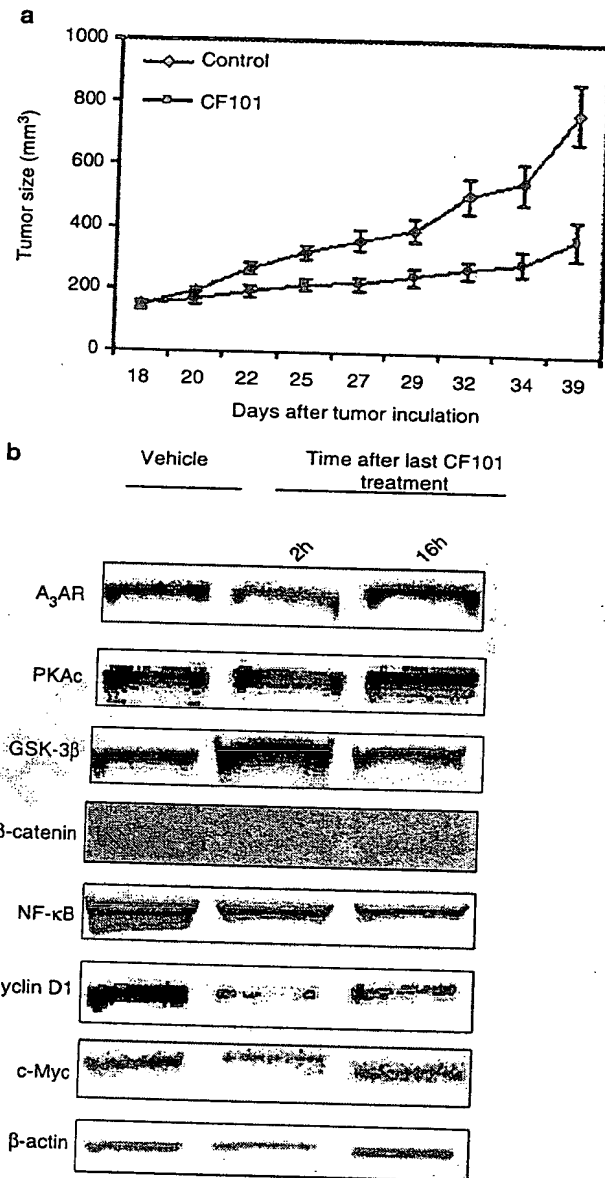 a
1000
800
600
400
200
0
Tumor size (mm³)
Control
CF101
18 20 22 25 27 29 32 34 39
Days after tumor inculation
b
Vehicle
Time after last CF101
treatment
2h
16h
A₃AR
PKAc
GSK-3β
β-catenin
NF-κB
yclin D1
c-Myc
β-actin